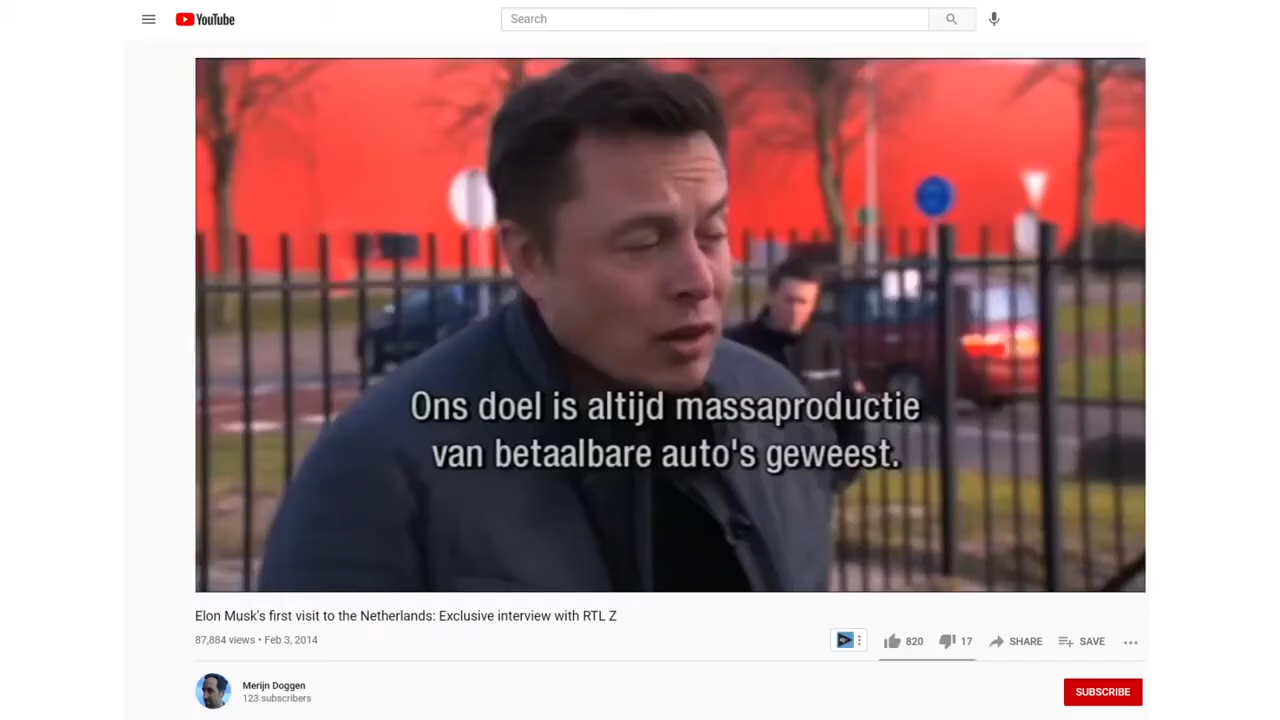 YouTube
Search
Ons doel is altijd massaproductie
van betaalbare auto's geweest.
Elon Musk's first visit to the Netherlands: Exclusive interview with RTL Z
87,884 views • Feb 3, 2014
820
17
SHARE
SAVE
Merijn Doggen
123 subscribers
SUBSCRIBE